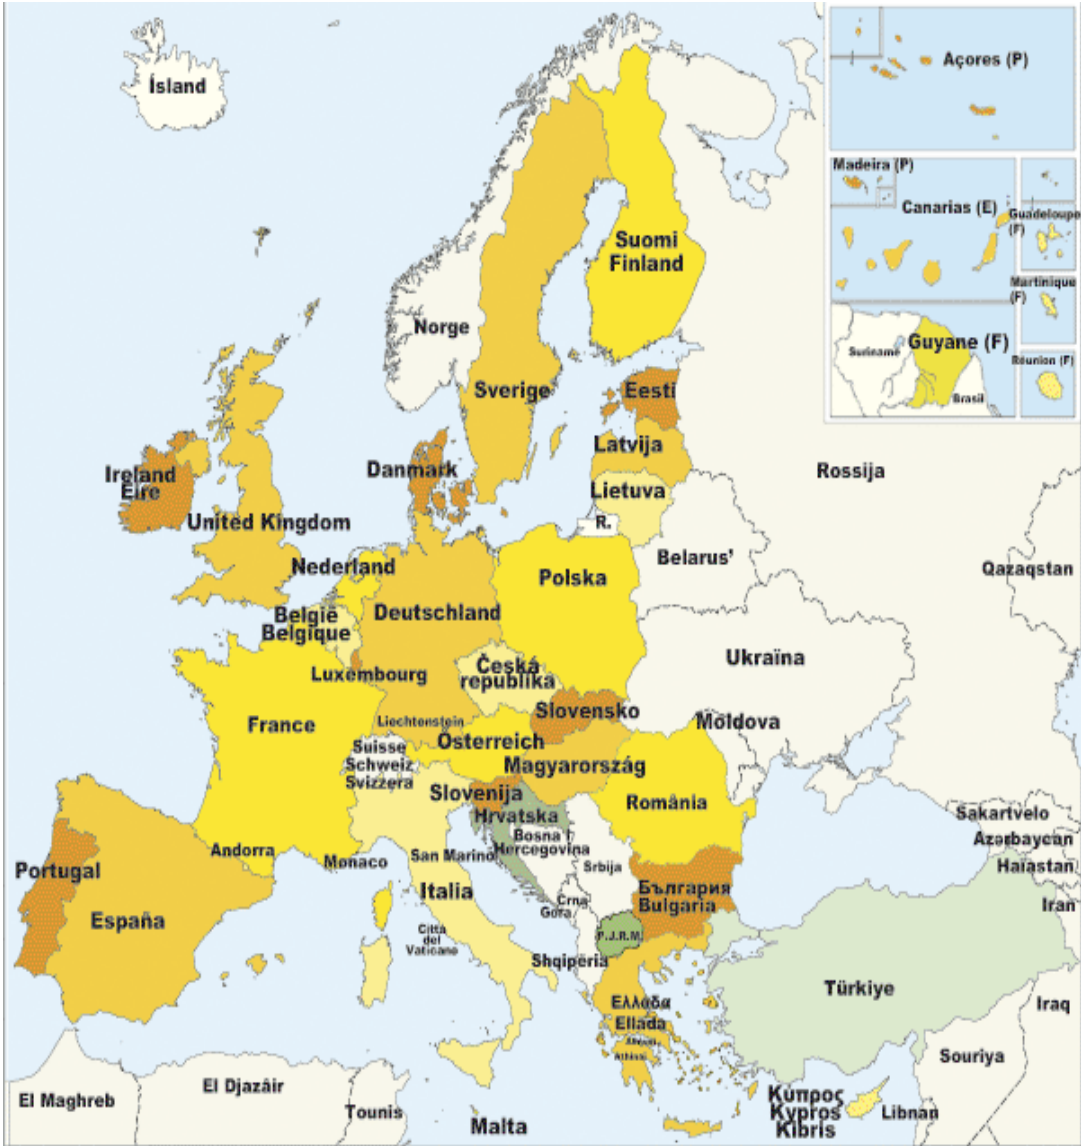 Ísland
Açores (P)
Madeira (P)
Canarias (E)
Guadeloupe
(F)
Martinique
(F)
Suriname
Guyane (F)
Réunion (F)
Brasil
Suomi
Finland
Norge
Sverige
Eesti
Latvija
Danmark
Lietuva
Rossija
Ireland
Éire
United Kingdom
R.
Belarus’
Nederland
Polska
Qazaqstan
België
Belgique
Deutschland
Ukraïna
Luxembourg
Česká
republika
France
Liechtenstein
Slovensko
Moldova
Suisse
Schweiz
Svizzera
Österreich
Magyarország
Slovenija
Hrvatska
România
Sakartvelo
Azərbaycan
Haïastan
Bosna i
Hercegovina
Andorra
Monaco
San Marino
Srbija
Portugal
España
Italia
България
Bulgaria
Crna
Gora
Iran
Città
del
Vaticano
P.J.R.M.
Shqipëria
Türkiye
Iraq
Ελλάδα
Ellada
Athinai
Souriya
El Maghreb
El Djazâir
Tounis
Malta
Κύπρος
Kypros
Kibris
Libnan